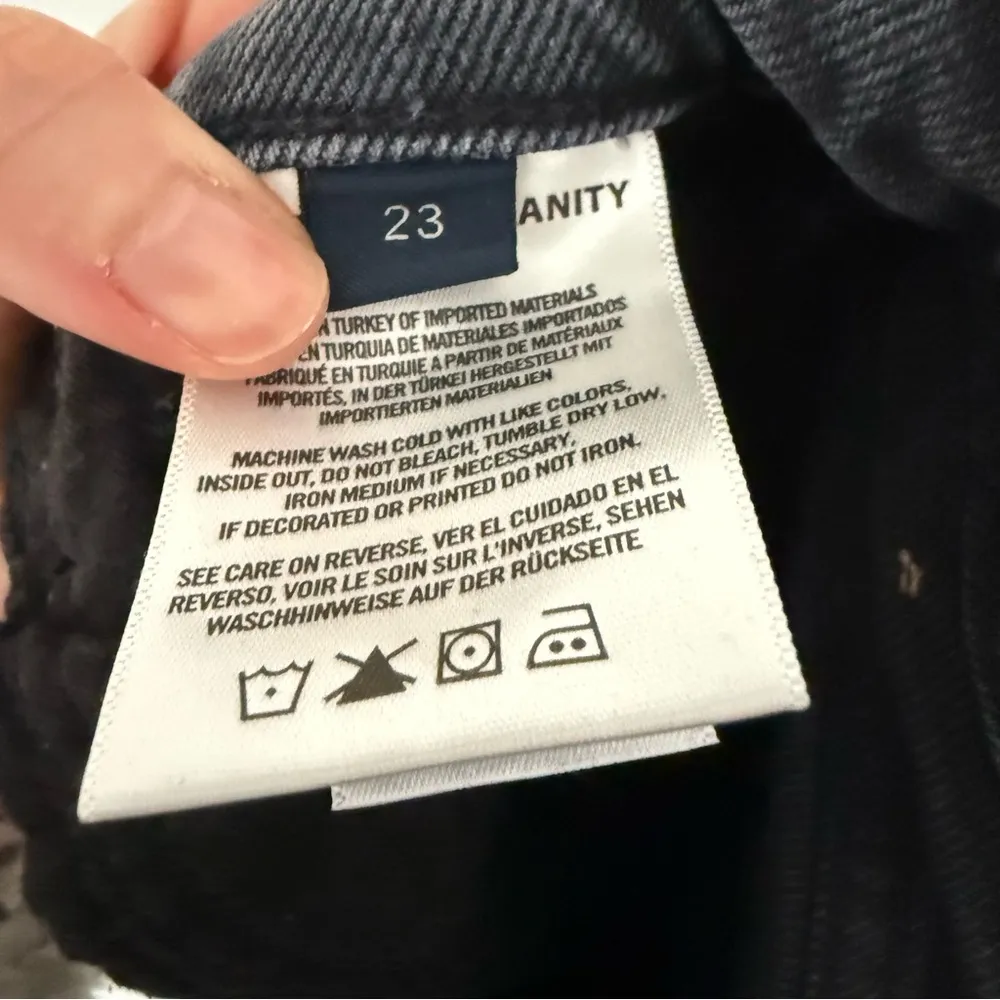 23
ANITY
TURKEY OF IMPORTED MATERIALS
EN TURQUIA DE MATERIALES IMPORTADOS
FABRIQUÉ EN TURQUIE A PARTIR DE MATÉRIAUX
IMPORTÉS, IN DER TÜRKEI HERGESTELLT MIT
IMPORTIERTEN MATERIALIEN
MACHINE WASH COLD WITH LIKE COLORS,
INSIDE OUT, DO NOT BLEACH, TUMBLE DRY LOW,
IRON MEDIUM IF NECESSARY,
IF DECORATED OR PRINTED DO NOT IRON.
SEE CARE ON REVERSE, VER EL CUIDADO EN EL
REVERSO, VOIR LE SOIN SUR L'INVERSE, SEHEN
WASCHHINWEISE AUF DER RÜCKSEITE